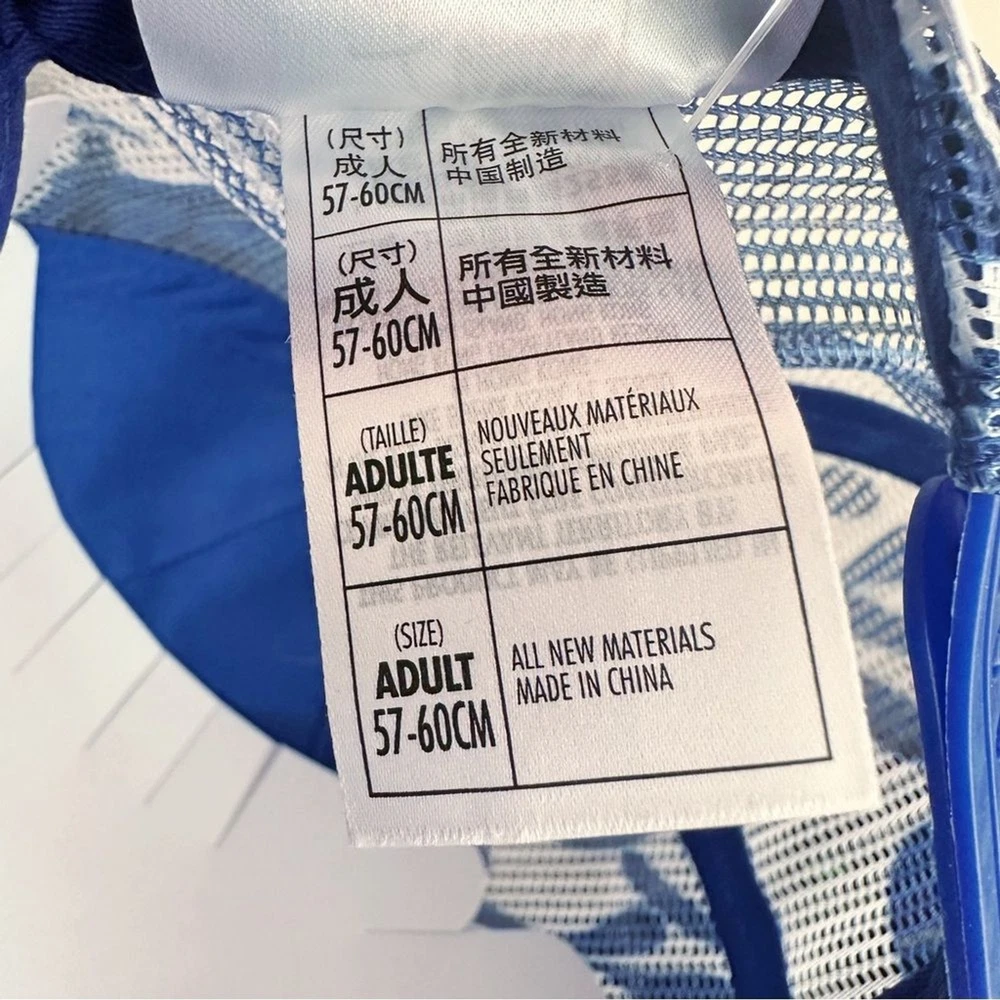 (尺寸)
成人
57-60CM
所有全新材料
中国制造
(尺寸)
成人
57-60CM
所有全新材料
中國製造
(TAILLE)
ADULTE
57-60CM
NOUVEAUX MATÉRIAUX
SEULEMENT
FABRIQUE EN CHINE
(SIZE)
ADULT
57-60CM
ALL NEW MATERIALS
MADE IN CHINA